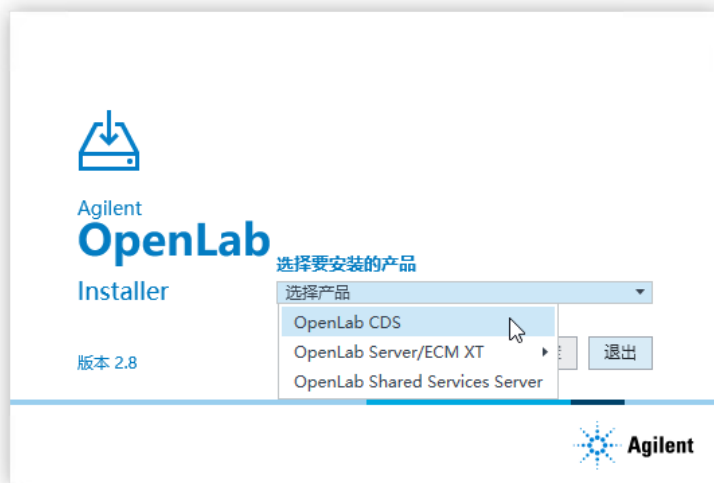 Agilent
OpenLab
Installer
版本 2.8
选择要安装的产品
选择产品
OpenLab CDS
OpenLab Server/ECM XT
OpenLab Shared Services Server
退出
Agilent